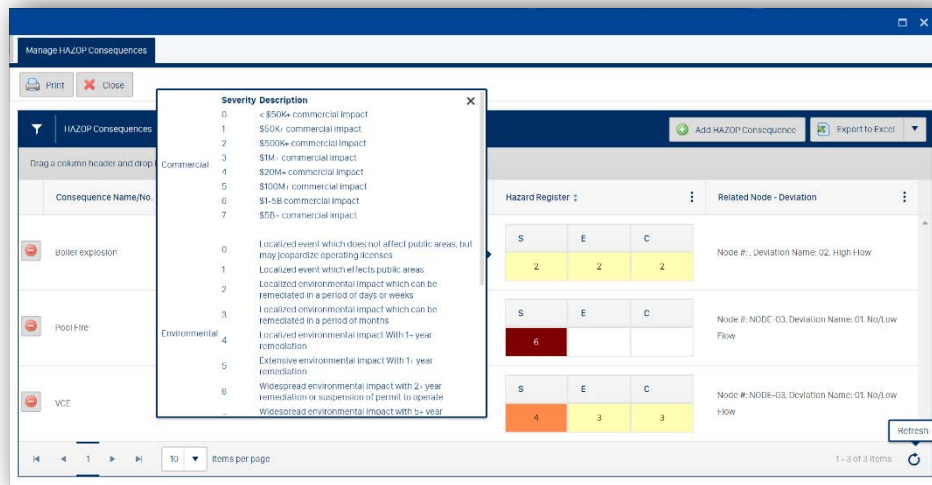 Manage HAZOP Consequences
Print
Close
HAZOP Consequences
Add HAZOP Consequence
Export to Excel
Drag a column header and drop
Consequence Name/No.
Hazard Register
Related Node - Deviation
Severity Description
Commercial
0 < $50K+ commercial impact
1 $50K+ commercial impact
2 $500K+ commercial impact
3 $1M+ commercial impact
4 $20M+ commercial impact
5 $100M+ commercial impact
6 $1-5B commercial impact
7 $5B+ commercial impact
Environmental
0 Localized event which does not affect public areas, but
may jeopardize operating licenses
1 Localized event which effects public areas
2 Localized environmental impact which can be
remediated in a period of days or weeks
3 Localized environmental impact which can be
remediated in a period of months
4 Localized environmental impact With 1+ year
remediation
5 Extensive environmental impact With 1+ year
remediation
6 Widespread environmental impact with 2+ year
remediation or suspension of permit to operate
Widespread environmental impact with 5+ year
Boiler explosion
S E C
2 2 2
Node #: , Deviation Name: 02. High Flow
Pool Fire
S E C
6
Node #: NODE-03, Deviation Name: 01. No/Low
Flow
VCE
S E C
4 3 3
Node #: NODE-03, Deviation Name: 01. No/Low
Flow
Refresh
1
10
items per page
1 - 3 of 3 items